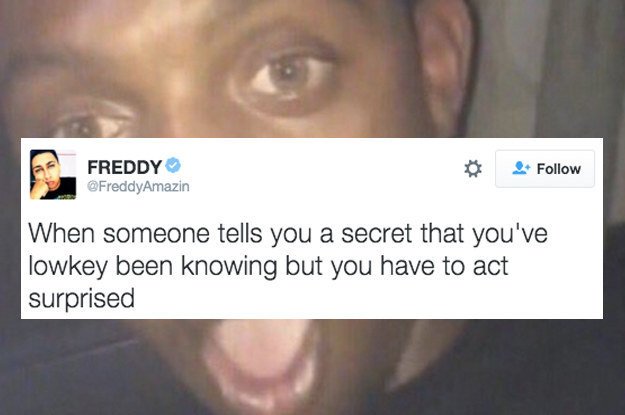 FREDDY
@FreddyAmazin
Follow
When someone tells you a secret that you've
lowkey been knowing but you have to act
surprised